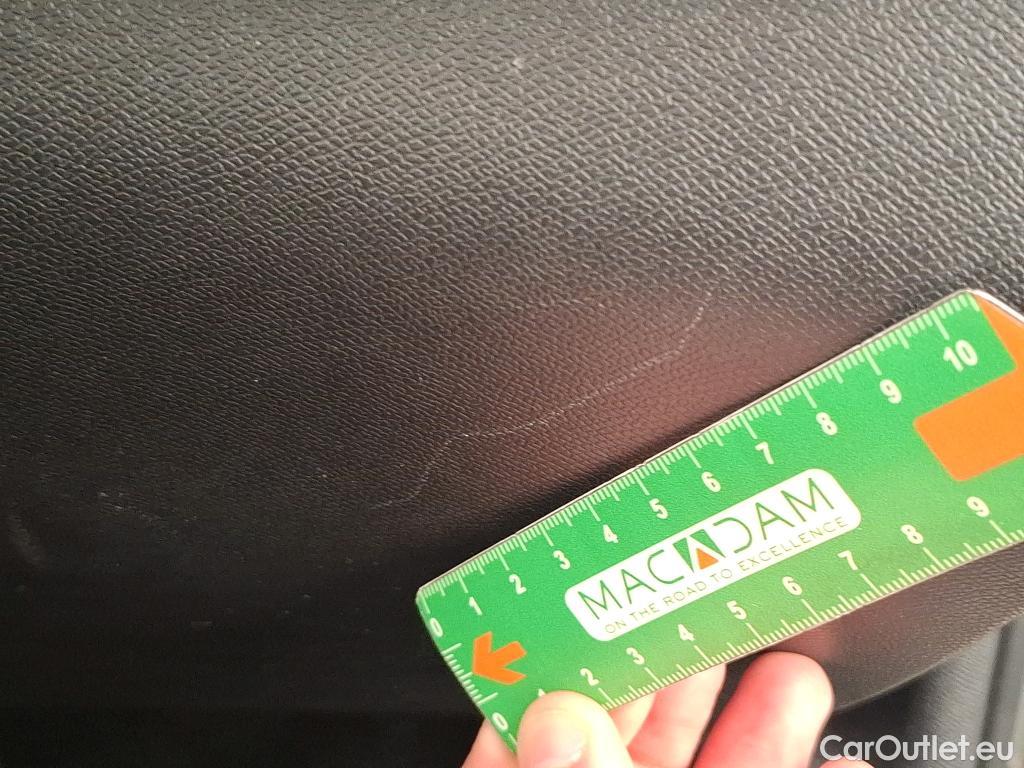 0 1 2 3 4 5 6 7 8 9 10
MACADAM
ON THE ROAD TO EXCELLENCE
0 1 2 3 4 5 6 7 8 9
CarOutlet.eu